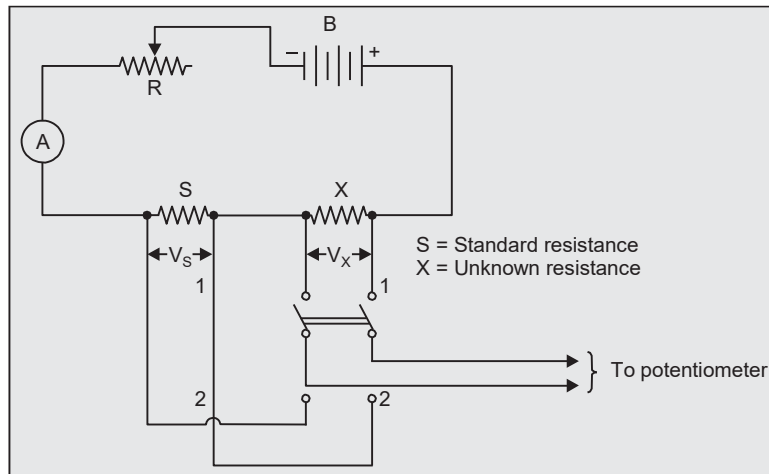 B
− +
R
A
S X
V_S V_X
S = Standard resistance
X = Unknown resistance
1 1
To potentiometer
2 2